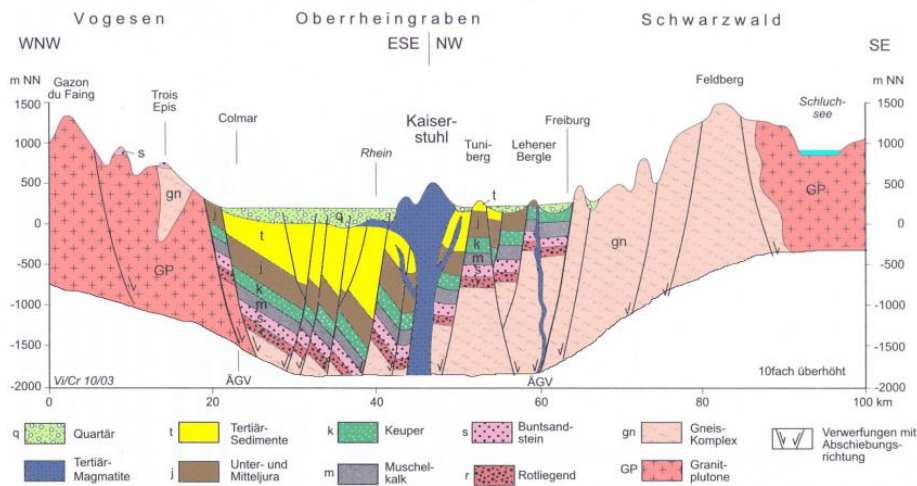 Vogesen Oberrheingraben Schwarzwald
WNW ESE NW SE
m NN m NN
Gazon du Faing
Trois Epis
Colmar
Rhein
Kaiser-
stuhl
Tuni-
berg
Lehener
Bergle
Freiburg
Feldberg
Schluch-
see
1500
1000
500
0
-500
-1000
-1500
-2000
1500
1000
500
0
-500
-1000
-1500
-2000
s
gn
GP
j
t
j
k
m
s
q
t
j
k
m
s
gn
GP
Vi/Cr 10/03
ÄGV
ÄGV
10fach überhöht
0 20 40 60 80 100 km
q Quartär
t Tertiär-
Sedimente
k Keuper
s Buntsand-
stein
gn Gneis-
Komplex
Verwerfungen mit
Abschiebungs-
richtung
Tertiär-
Magmatite
j Unter- und
Mitteljura
m Muschel-
kalk
r Rotliegend
GP Granit-
plutone